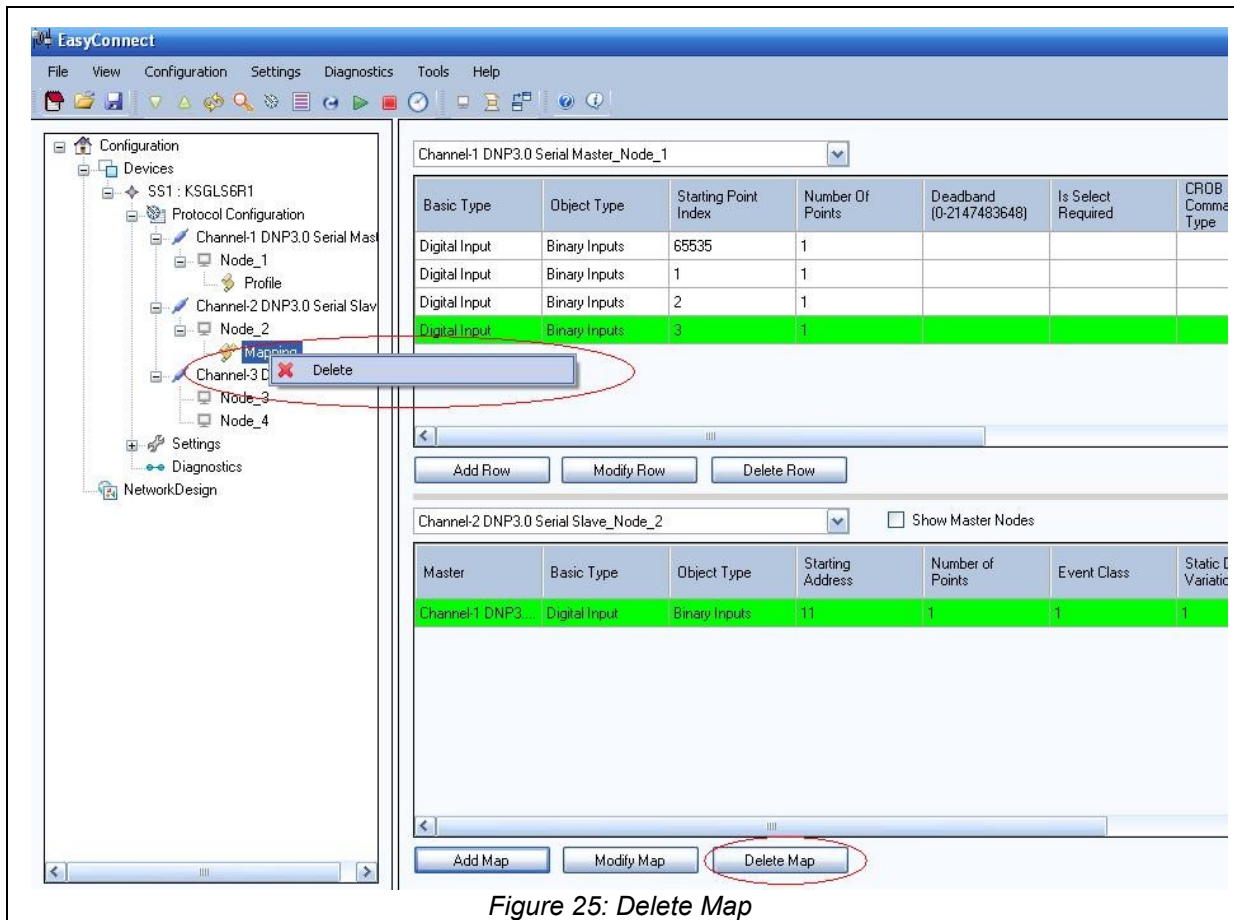 EasyConnect
File View Configuration Settings Diagnostics Tools Help
Configuration
Devices
SS1 : KSGLS6R1
Protocol Configuration
Channel-1 DNP3.0 Serial Mast
Node_1
Profile
Channel-2 DNP3.0 Serial Slav
Node_2
Mapping
Channel-3 D
Delete
Node_3
Node_4
Settings
Diagnostics
NetworkDesign
Channel-1 DNP3.0 Serial Master_Node_1
Basic Type Object Type Starting Point Index Number Of Points Deadband (0-2147483648) Is Select Required CROB Comma Type
Digital Input Binary Inputs 65535 1
Digital Input Binary Inputs 1 1
Digital Input Binary Inputs 2 1
Digital Input Binary Inputs 3 1
Add Row Modify Row Delete Row
Channel-2 DNP3.0 Serial Slave_Node_2 Show Master Nodes
Master Basic Type Object Type Starting Address Number of Points Event Class Static D Variatio
Channel-1 DNP3.... Digital Input Binary Inputs 11 1 1 1
Add Map Modify Map Delete Map
Figure 25: Delete Map